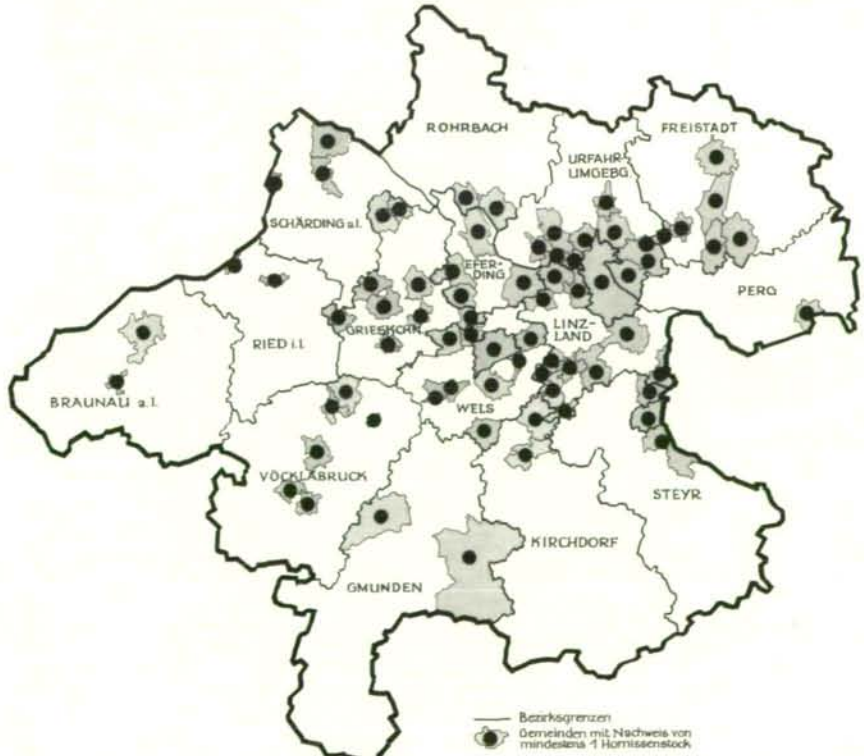 ROHRBACH
FREISTADT
URFAHR-
UMGEBG.
SCHÄRDING a.I.
EFER-
DING
PERG
LINZ-
LAND
GRIESKCHN.
RIED i.I.
BRAUNAU a.I.
WELS
VÖCKLABRUCK
STEYR
KIRCHDORF
GMUNDEN
Bezirksgrenzen
Gemeinden mit Nachweis von
mindestens 1 Hornissenstock